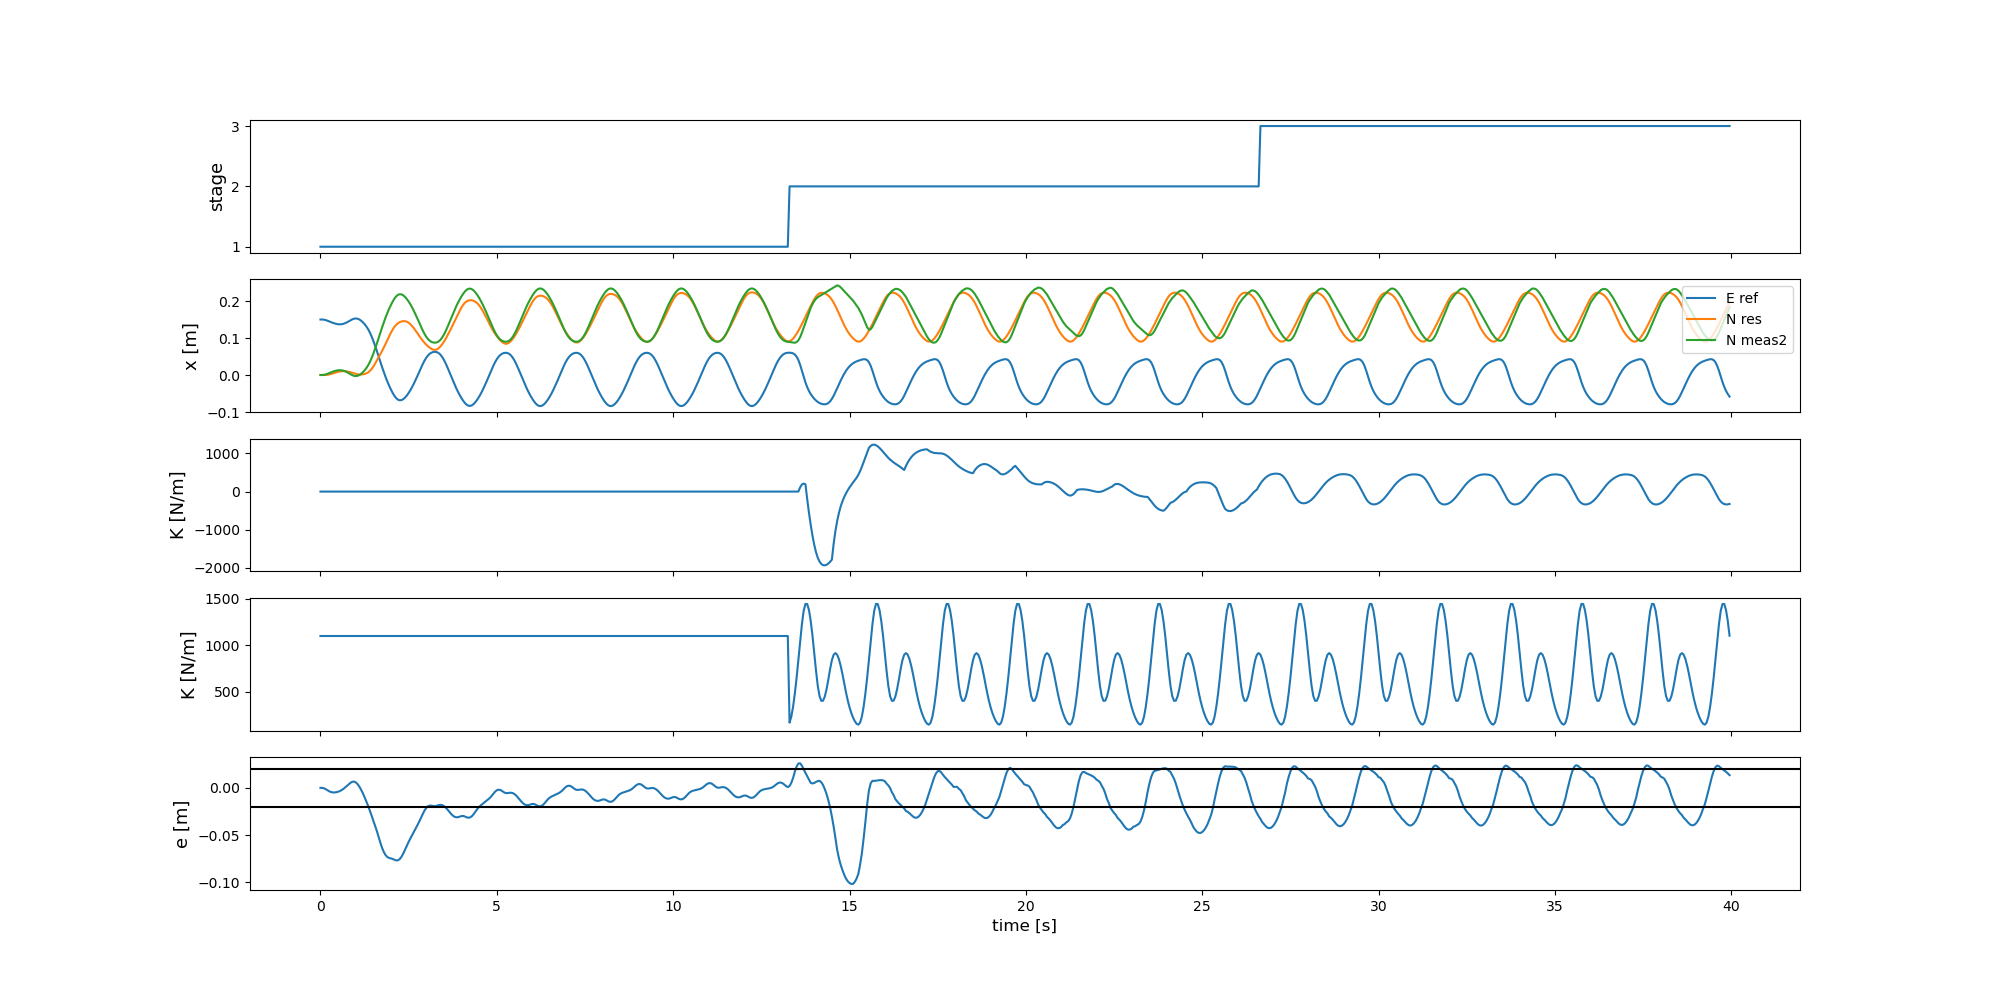 stage
3
2
1
x [m]
0.2
0.1
0.0
−0.1
E ref
N res
N meas2
K [N/m]
1000
0
−1000
−2000
K [N/m]
1500
1000
500
e [m]
0.00
−0.05
−0.10
0 5 10 15 20 25 30 35 40
time [s]